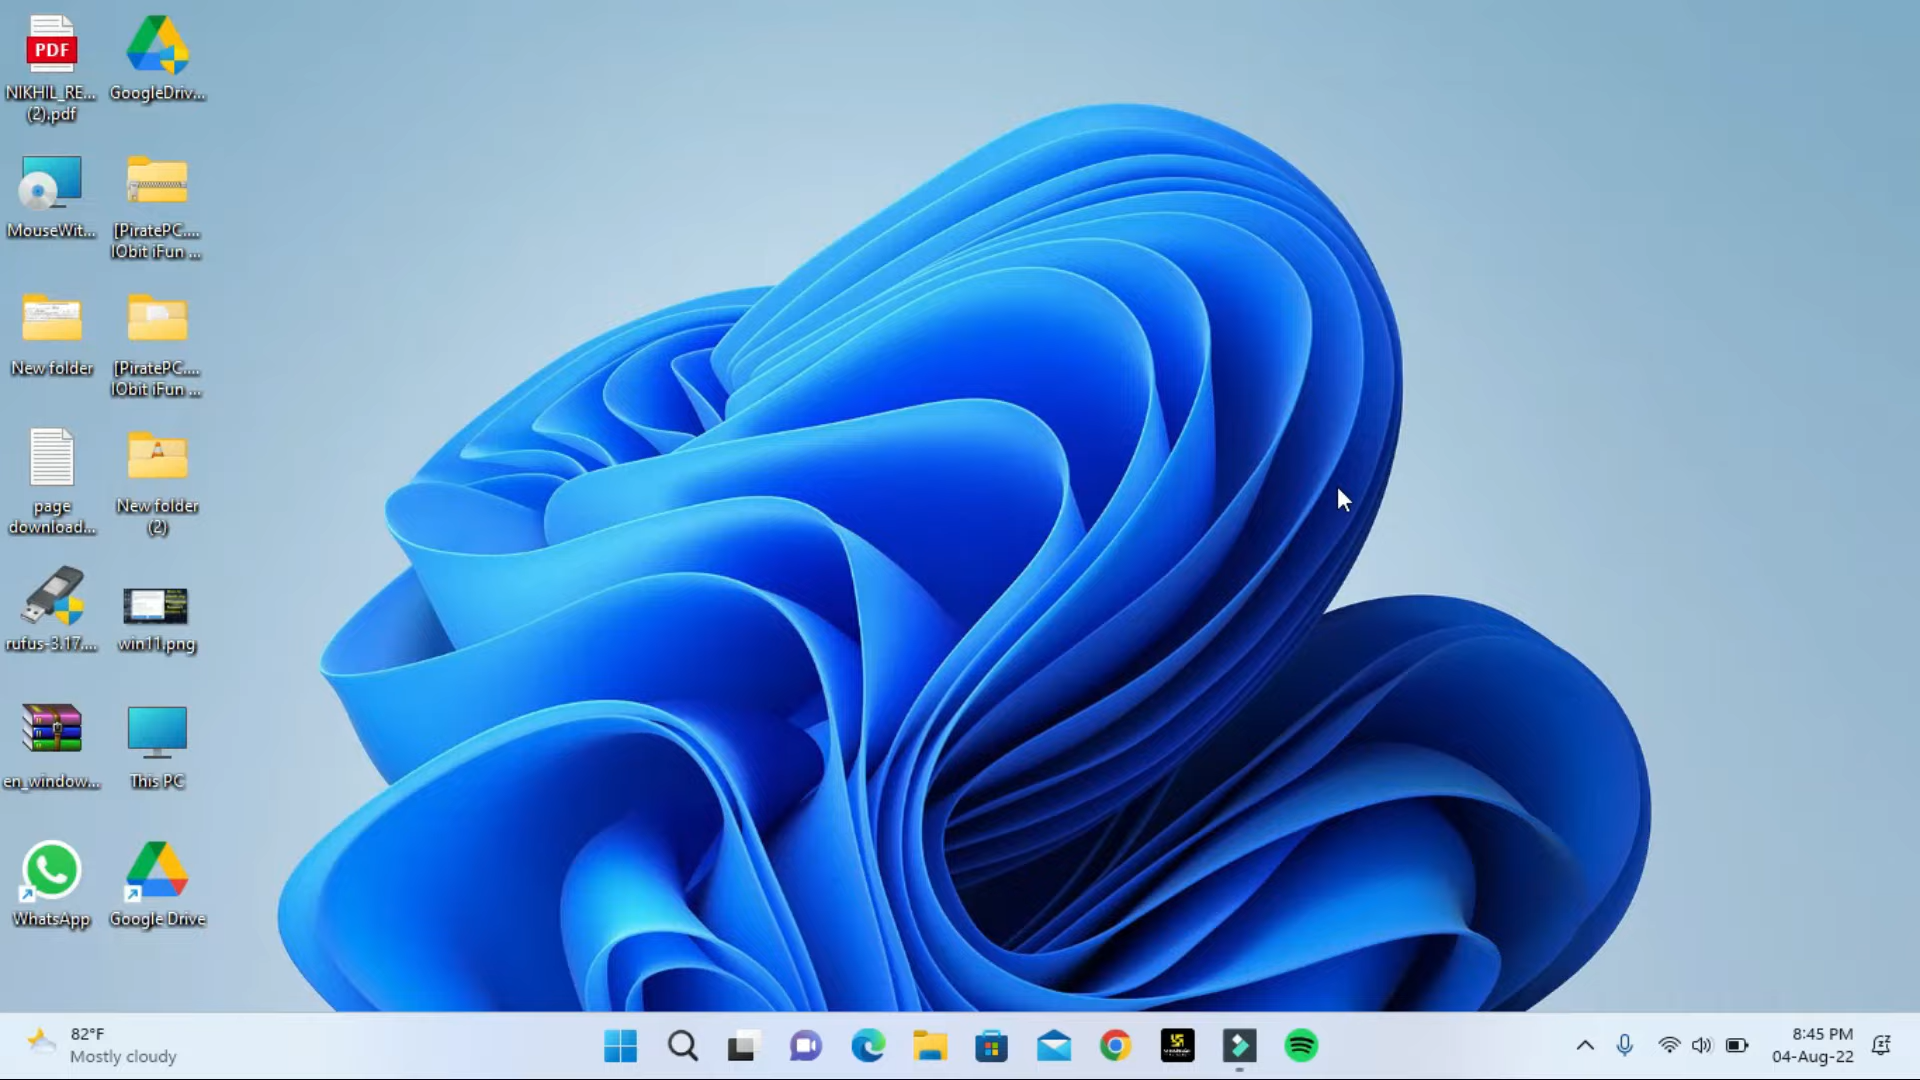 PDF
NIKHIL_RE...
(2).pdf
GoogleDriv...
MouseWit...
[PiratePC....
IObit iFun ...
New folder
[PiratePC....
IObit iFun ...
page
download...
New folder
(2)
rufus-3.17....
win11.png
en_window...
This PC
WhatsApp
Google Drive
82°F
Mostly cloudy
8:45 PM
04-Aug-22